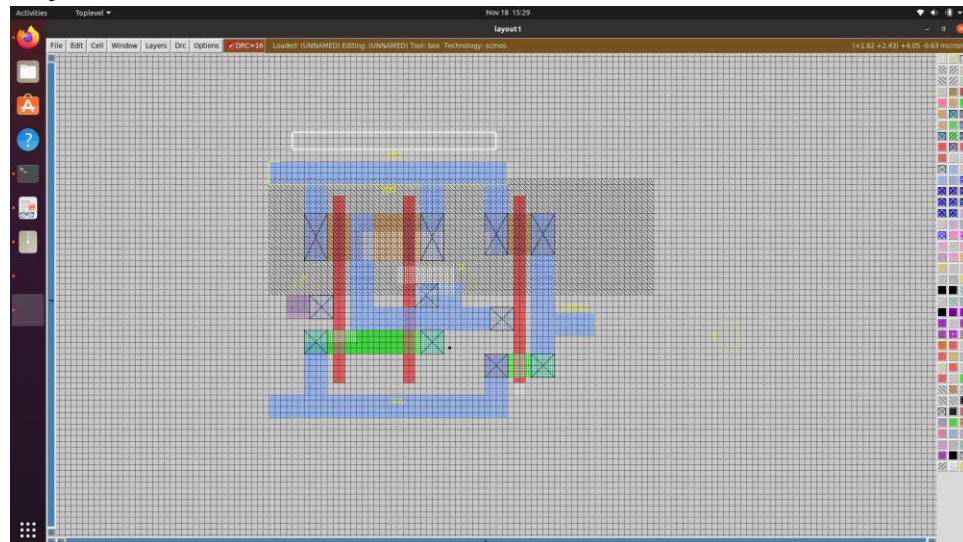 Activities
Toplevel
Nov 18 15:29
layout1
File Edit Cell Window Layers Drc Options DRC=16 Loaded: (UNNAMED) Editing: (UNNAMED) Tool: box Technology: scmos (+1.62 +2.43) +4.05 -0.63 microns